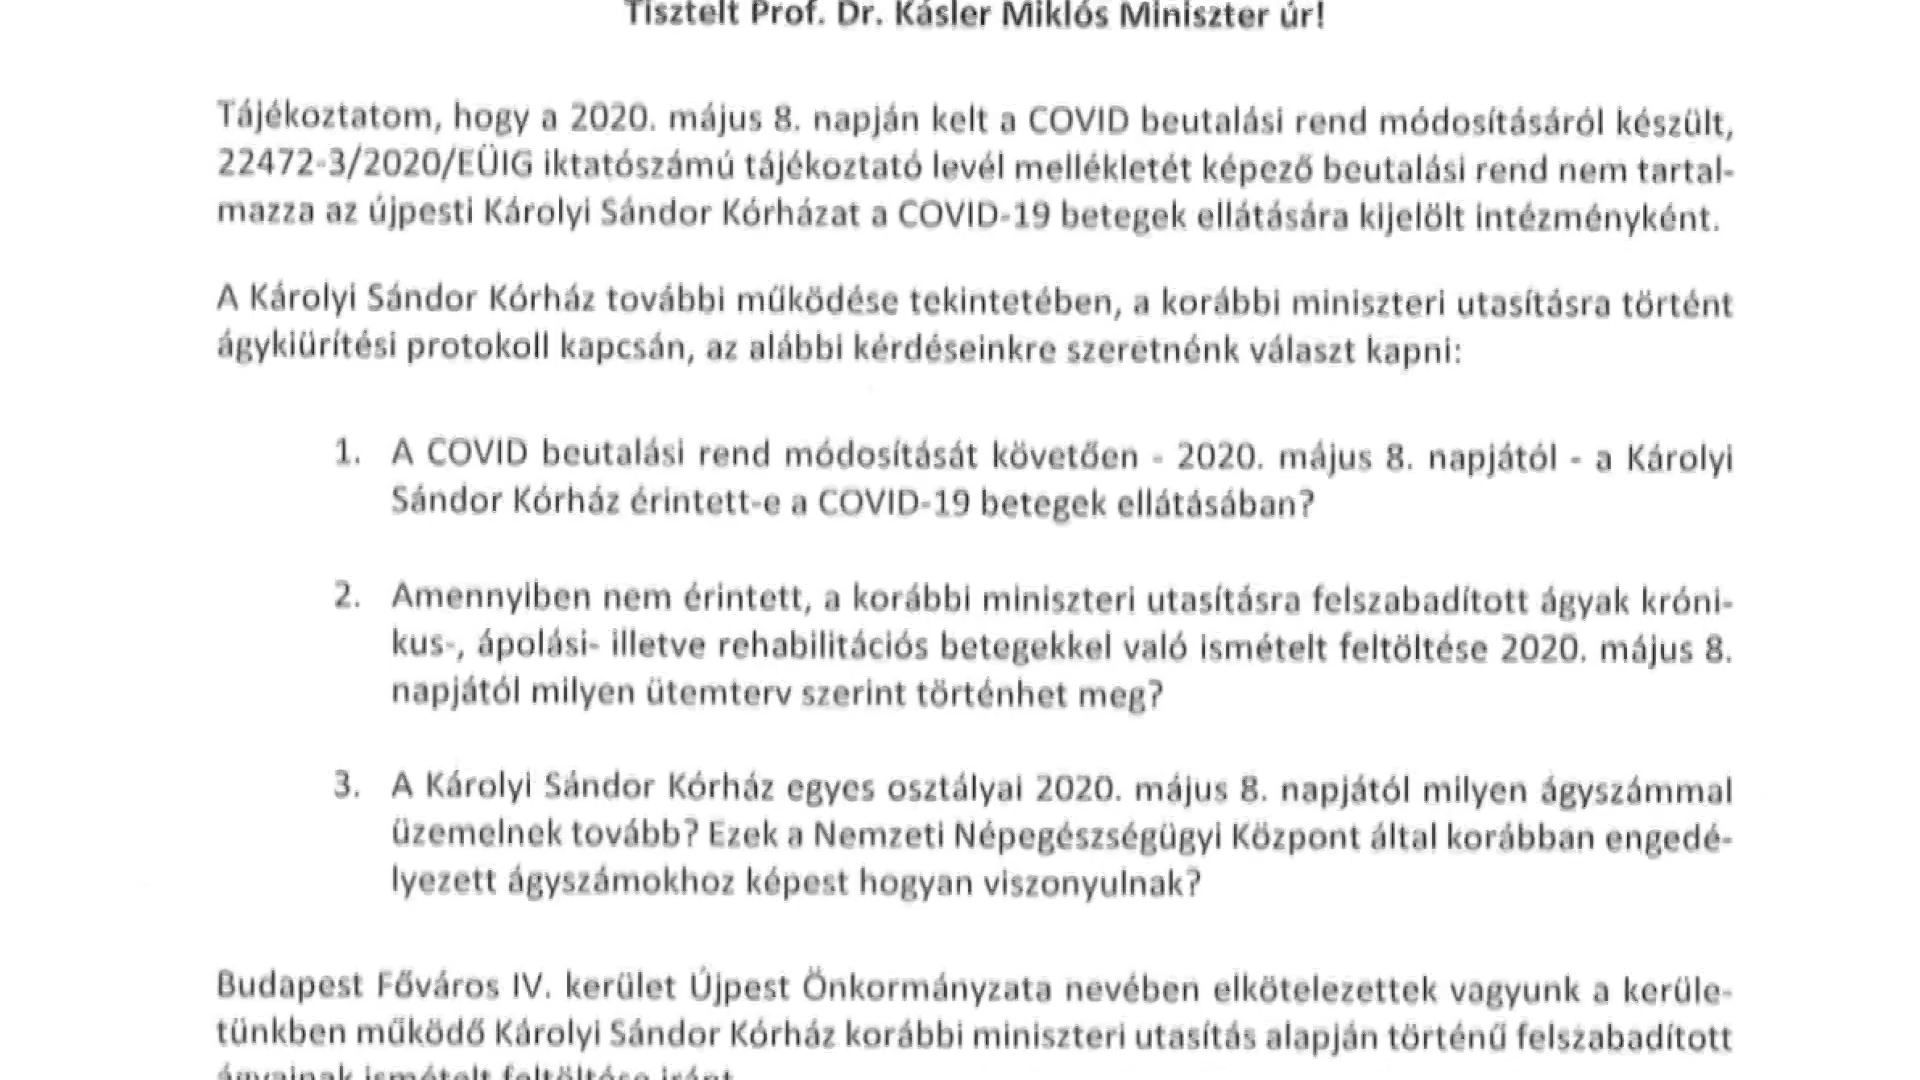 Tisztelt Prof. Dr. Kásler Miklós Miniszter úr!
Tájékoztatom, hogy a 2020. május 8. napján kelt a COVID beutalási rend módosításáról készült,
22472-3/2020/EÜIG iktatószámú tájékoztató levél mellékletét képező beutalási rend nem tartal-
mazza az újpesti Károlyi Sándor Kórházat a COVID-19 betegek ellátására kijelölt intézményként.
A Károlyi Sándor Kórház további működése tekintetében, a korábbi miniszteri utasításra történt
ágykiürítési protokoll kapcsán, az alábbi kérdéseinkre szeretnénk választ kapni:
1. A COVID beutalási rend módosítását követően - 2020. május 8. napjától - a Károlyi
Sándor Kórház érintett-e a COVID-19 betegek ellátásában?
2. Amennyiben nem érintett, a korábbi miniszteri utasításra felszabadított ágyak króni-
kus-, ápolási- illetve rehabilitációs betegekkel való ismételt feltöltése 2020. május 8.
napjától milyen ütemterv szerint történhet meg?
3. A Károlyi Sándor Kórház egyes osztályai 2020. május 8. napjától milyen ágyszámmal
üzemelnek tovább? Ezek a Nemzeti Népegészségügyi Központ által korábban engedé-
lyezett ágyszámokhoz képest hogyan viszonyulnak?
Budapest Főváros IV. kerület Újpest Önkormányzata nevében elkötelezettek vagyunk a kerüle-
tünkben működő Károlyi Sándor Kórház korábbi miniszteri utasítás alapján történű felszabadított
ágyainak ismételt feltöltése iránt.